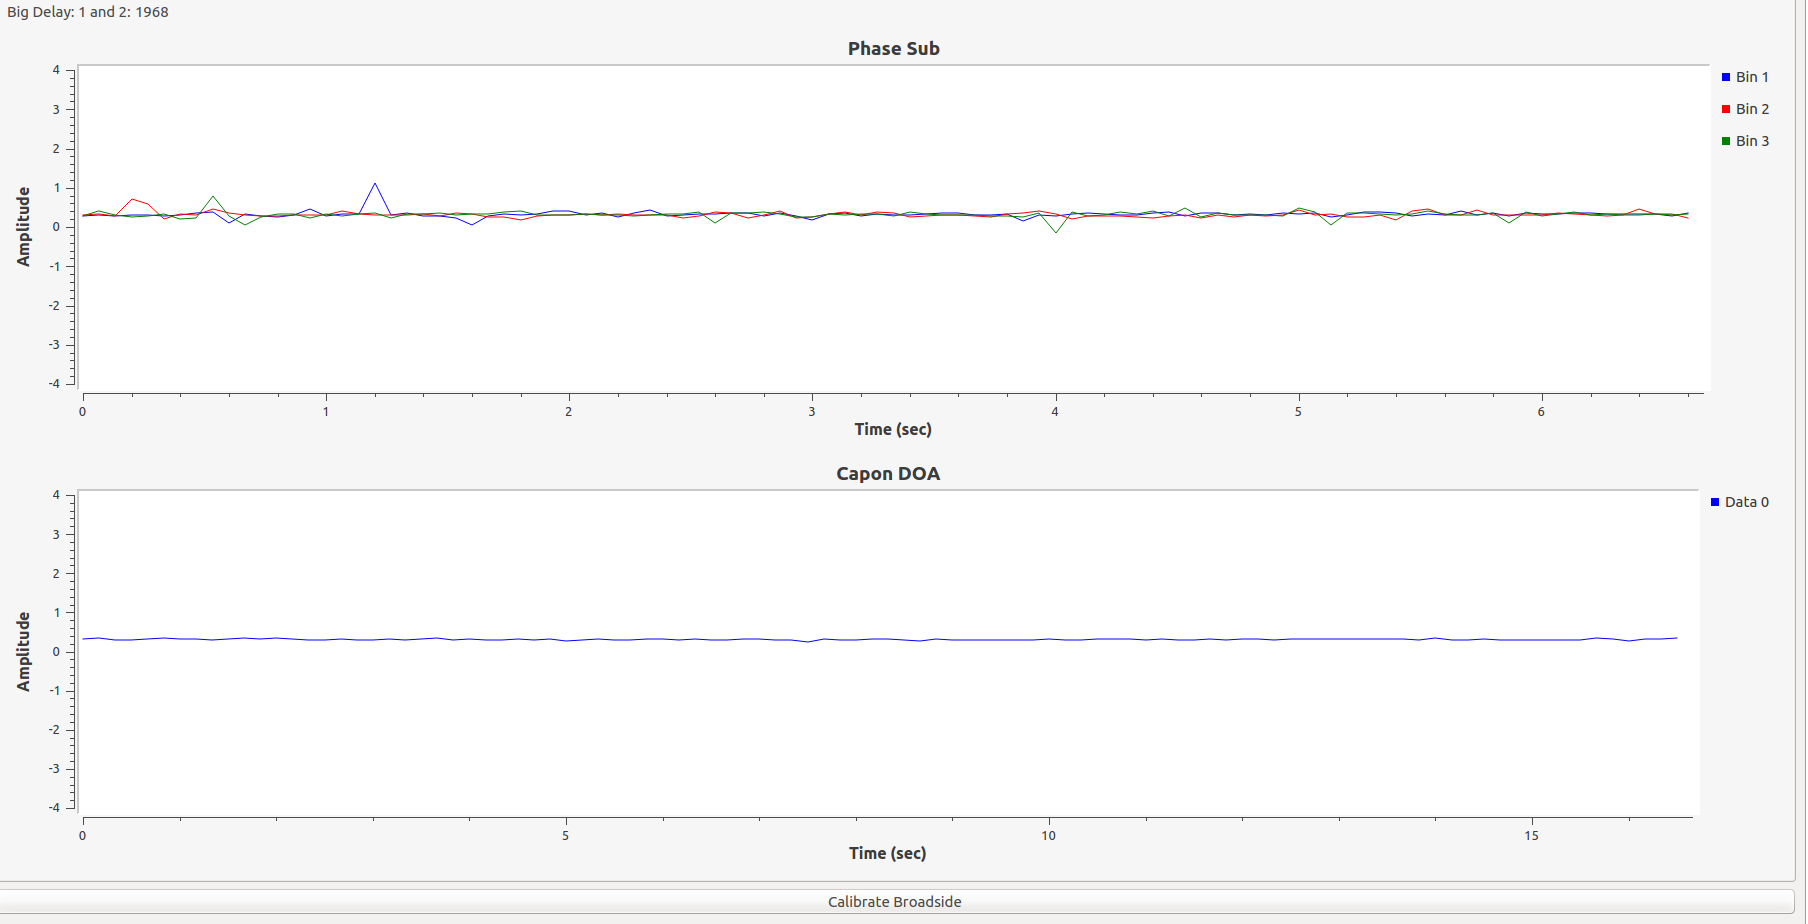 Big Delay: 1 and 2: 1968
Phase Sub
4
3
2
1
0
-1
-2
-3
-4
Amplitude
Bin 1
Bin 2
Bin 3
0 1 2 3 4 5 6
Time (sec)
Capon DOA
4
3
2
1
0
-1
-2
-3
-4
Amplitude
Data 0
0 5 10 15
Time (sec)
Calibrate Broadside